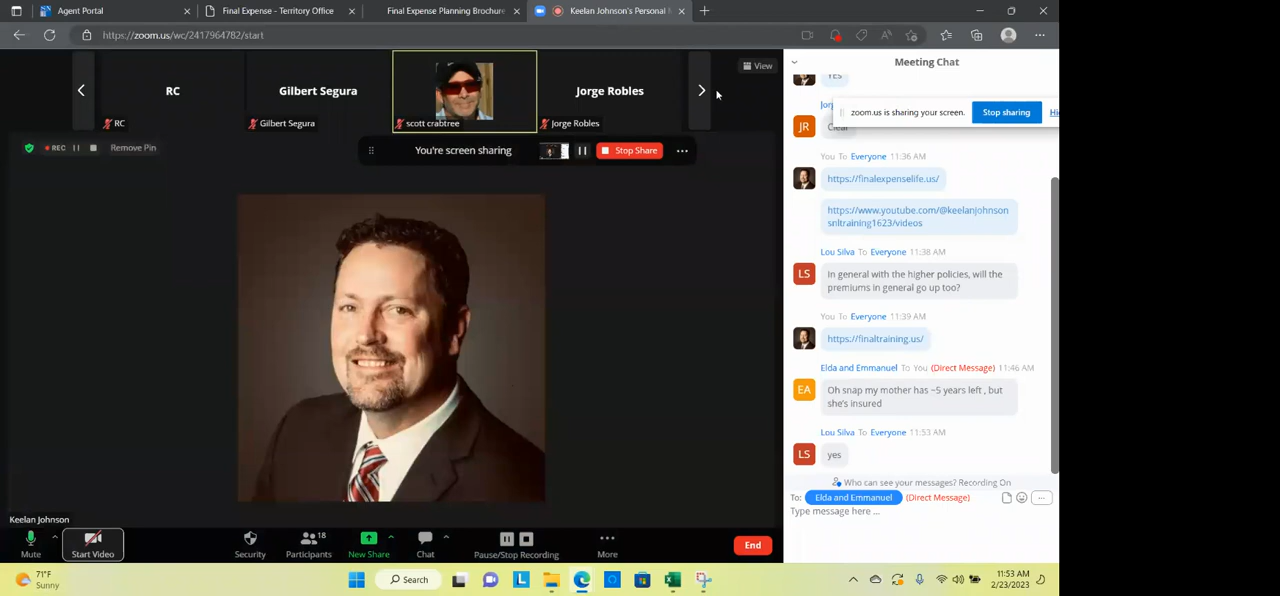 Agent Portal
Final Expense - Territory Office
Final Expense Planning Brochure
Keelan Johnson's Personal
https://zoom.us/wc/2417964782/start
RC
Gilbert Segura
Jorge Robles
RC
Gilbert Segura
scott crabtree
Jorge Robles
View
REC
Remove Pin
You're screen sharing
Stop Share
Keelan Johnson
Mute
Start Video
Security
18
Participants
New Share
Chat
Pause/Stop Recording
More
End
Meeting Chat
Yes
zoom.us is sharing your screen.
Stop sharing
JR
Clear
You To Everyone 11:36 AM
https://finalexpenselife.us/
https://www.youtube.com/@keelanjohnson
snltraining1623/videos
Lou Silva To Everyone 11:38 AM
LS
In general with the higher policies, will the
premiums in general go up too?
You To Everyone 11:39 AM
https://finaltraining.us/
Elda and Emmanuel To You (Direct Message) 11:46 AM
EA
Oh snap my mother has ~5 years left , but
she's insured
Lou Silva To Everyone 11:53 AM
LS
yes
Who can see your messages? Recording On
To: Elda and Emmanuel (Direct Message)
Type message here ...
71°F
Sunny
Search
11:53 AM
2/23/2023